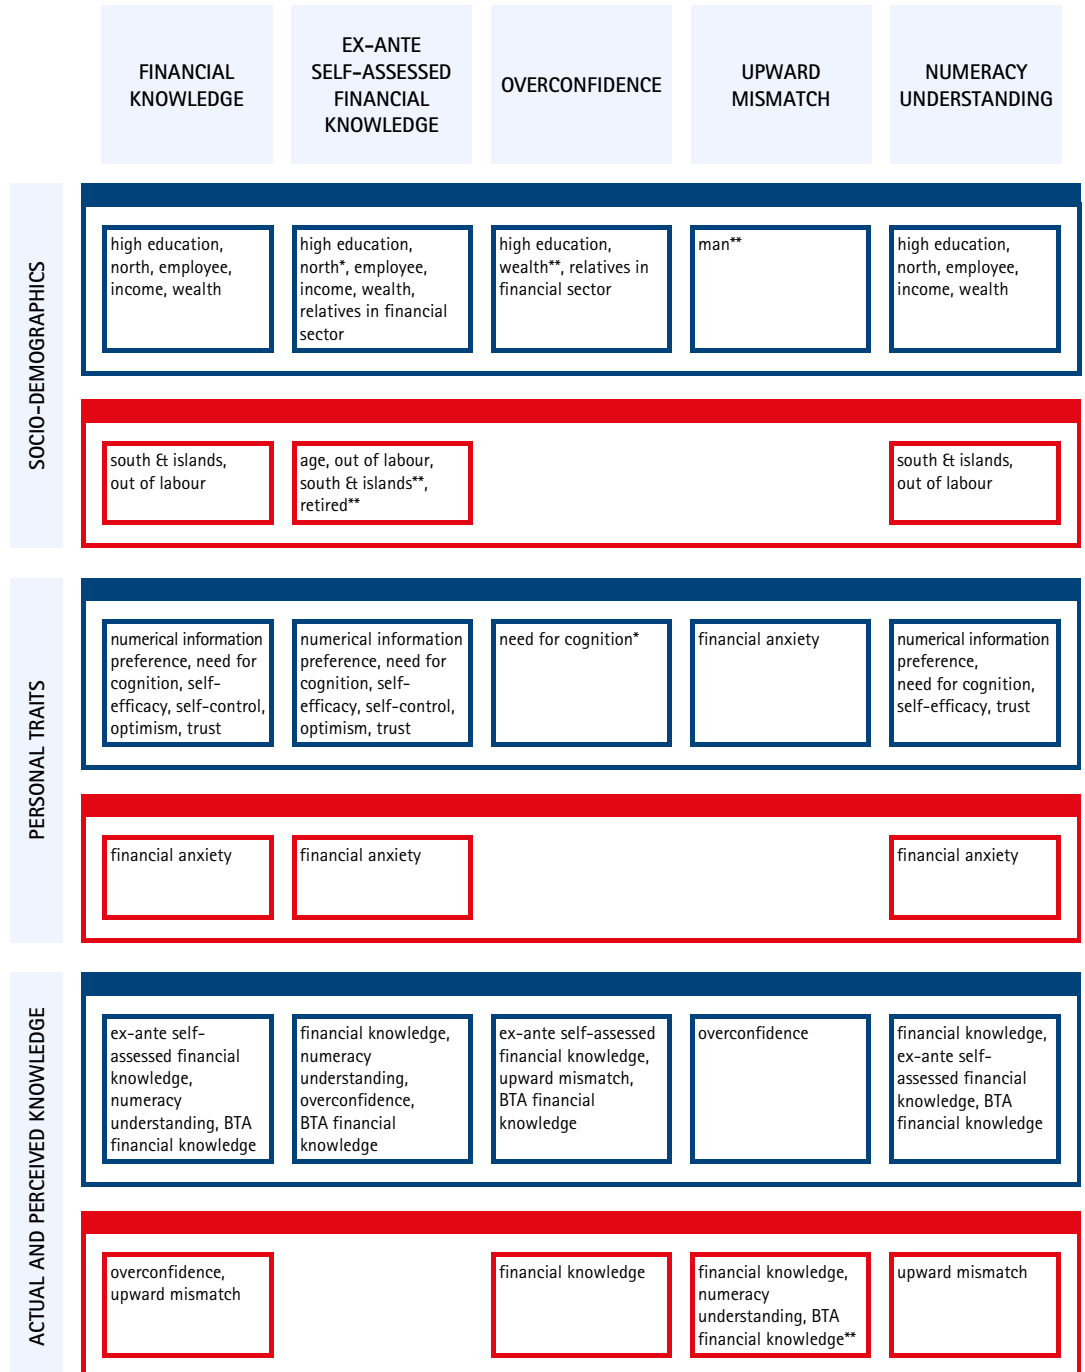 FINANCIAL
KNOWLEDGE
EX-ANTE
SELF-ASSESSED
FINANCIAL
KNOWLEDGE
OVERCONFIDENCE
UPWARD
MISMATCH
NUMERACY
UNDERSTANDING
SOCIO-DEMOGRAPHICS
high education,
north, employee,
income, wealth
high education,
north*, employee,
income, wealth,
relatives in financial
sector
high education,
wealth**, relatives in
financial sector
man**
high education,
north, employee,
income, wealth
south & islands,
out of labour
age, out of labour,
south & islands**,
retired**
south & islands,
out of labour
PERSONAL TRAITS
numerical information
preference, need for
cognition, self-
efficacy, self-control,
optimism, trust
numerical information
preference, need for
cognition, self-
efficacy, self-control,
optimism, trust
need for cognition*
financial anxiety
numerical information
preference,
need for cognition,
self-efficacy, trust
financial anxiety
financial anxiety
financial anxiety
ACTUAL AND PERCEIVED KNOWLEDGE
ex-ante self-
assessed financial
knowledge,
numeracy
understanding, BTA
financial knowledge
financial knowledge,
numeracy
understanding,
overconfidence,
BTA financial
knowledge
ex-ante self-assessed
financial knowledge,
upward mismatch,
BTA financial
knowledge
overconfidence
financial knowledge,
ex-ante self-
assessed financial
knowledge, BTA
financial knowledge
overconfidence,
upward mismatch
financial knowledge
financial knowledge,
numeracy
understanding, BTA
financial knowledge**
upward mismatch